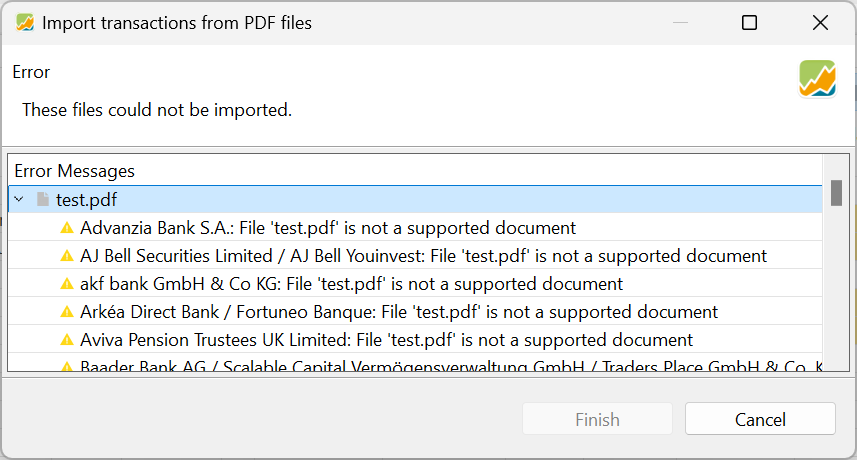 Import transactions from PDF files
Error
These files could not be imported.
Error Messages
test.pdf
Advanzia Bank S.A.: File 'test.pdf' is not a supported document
AJ Bell Securities Limited / AJ Bell Youinvest: File 'test.pdf' is not a supported document
akf bank GmbH & Co KG: File 'test.pdf' is not a supported document
Arkéa Direct Bank / Fortuneo Banque: File 'test.pdf' is not a supported document
Aviva Pension Trustees UK Limited: File 'test.pdf' is not a supported document
Baader Bank AG / Scalable Capital Vermögensverwaltung GmbH / Traders Place GmbH & Co. K
Finish
Cancel